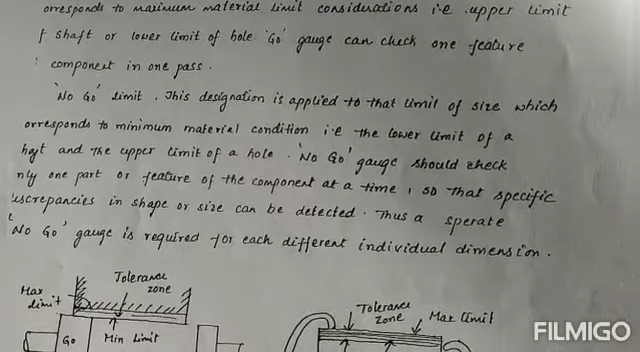 orresponds to maximum material limit considerations i.e. upper limit
f shaft or lower limit of hole 'Go' gauge can check one feature
component in one pass.
'No Go' limit. This designation is applied to that limit of size which
orresponds to minimum material condition i.e the lower limit of a
haft and the upper limit of a hole. 'No Go' gauge should check
nly one part or feature of the component at a time, so that specific
iscrepancies in shape or size can be detected. Thus a sperate
'No Go' gauge is required for each different individual dimension.
Tolerance
zone
Max
limit
Go
Min Limit
Tolerance
zone
Max limit
FILMIGO